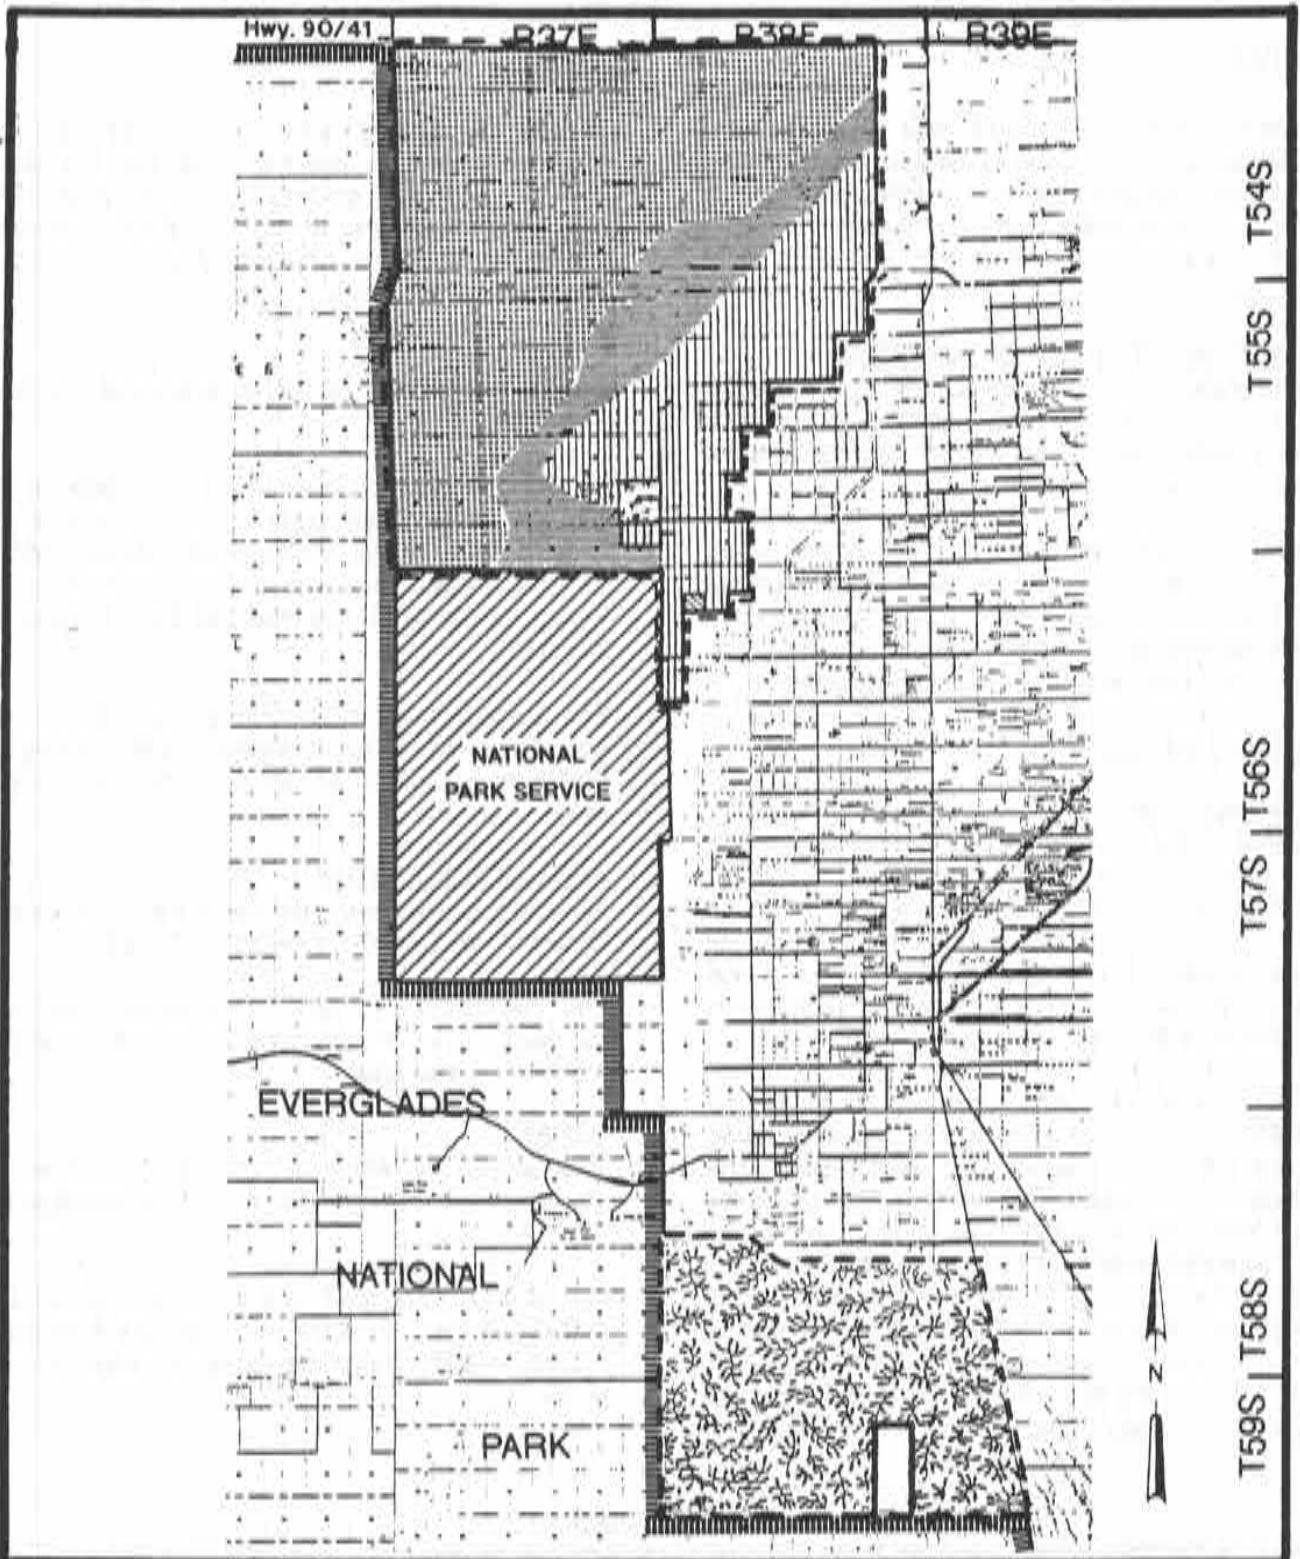 Hwy. 90/41
R37E
R38E
R39E
T54S
T55S
NATIONAL
PARK SERVICE
T56S
T57S
EVERGLADES
NATIONAL
PARK
N
T58S
T59S